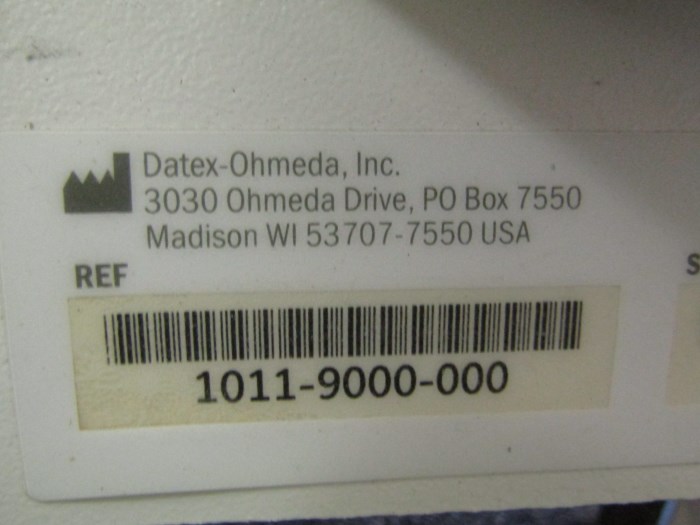 Datex-Ohmeda, Inc.
3030 Ohmeda Drive, PO Box 7550
Madison WI 53707-7550 USA
REF
1011-9000-000